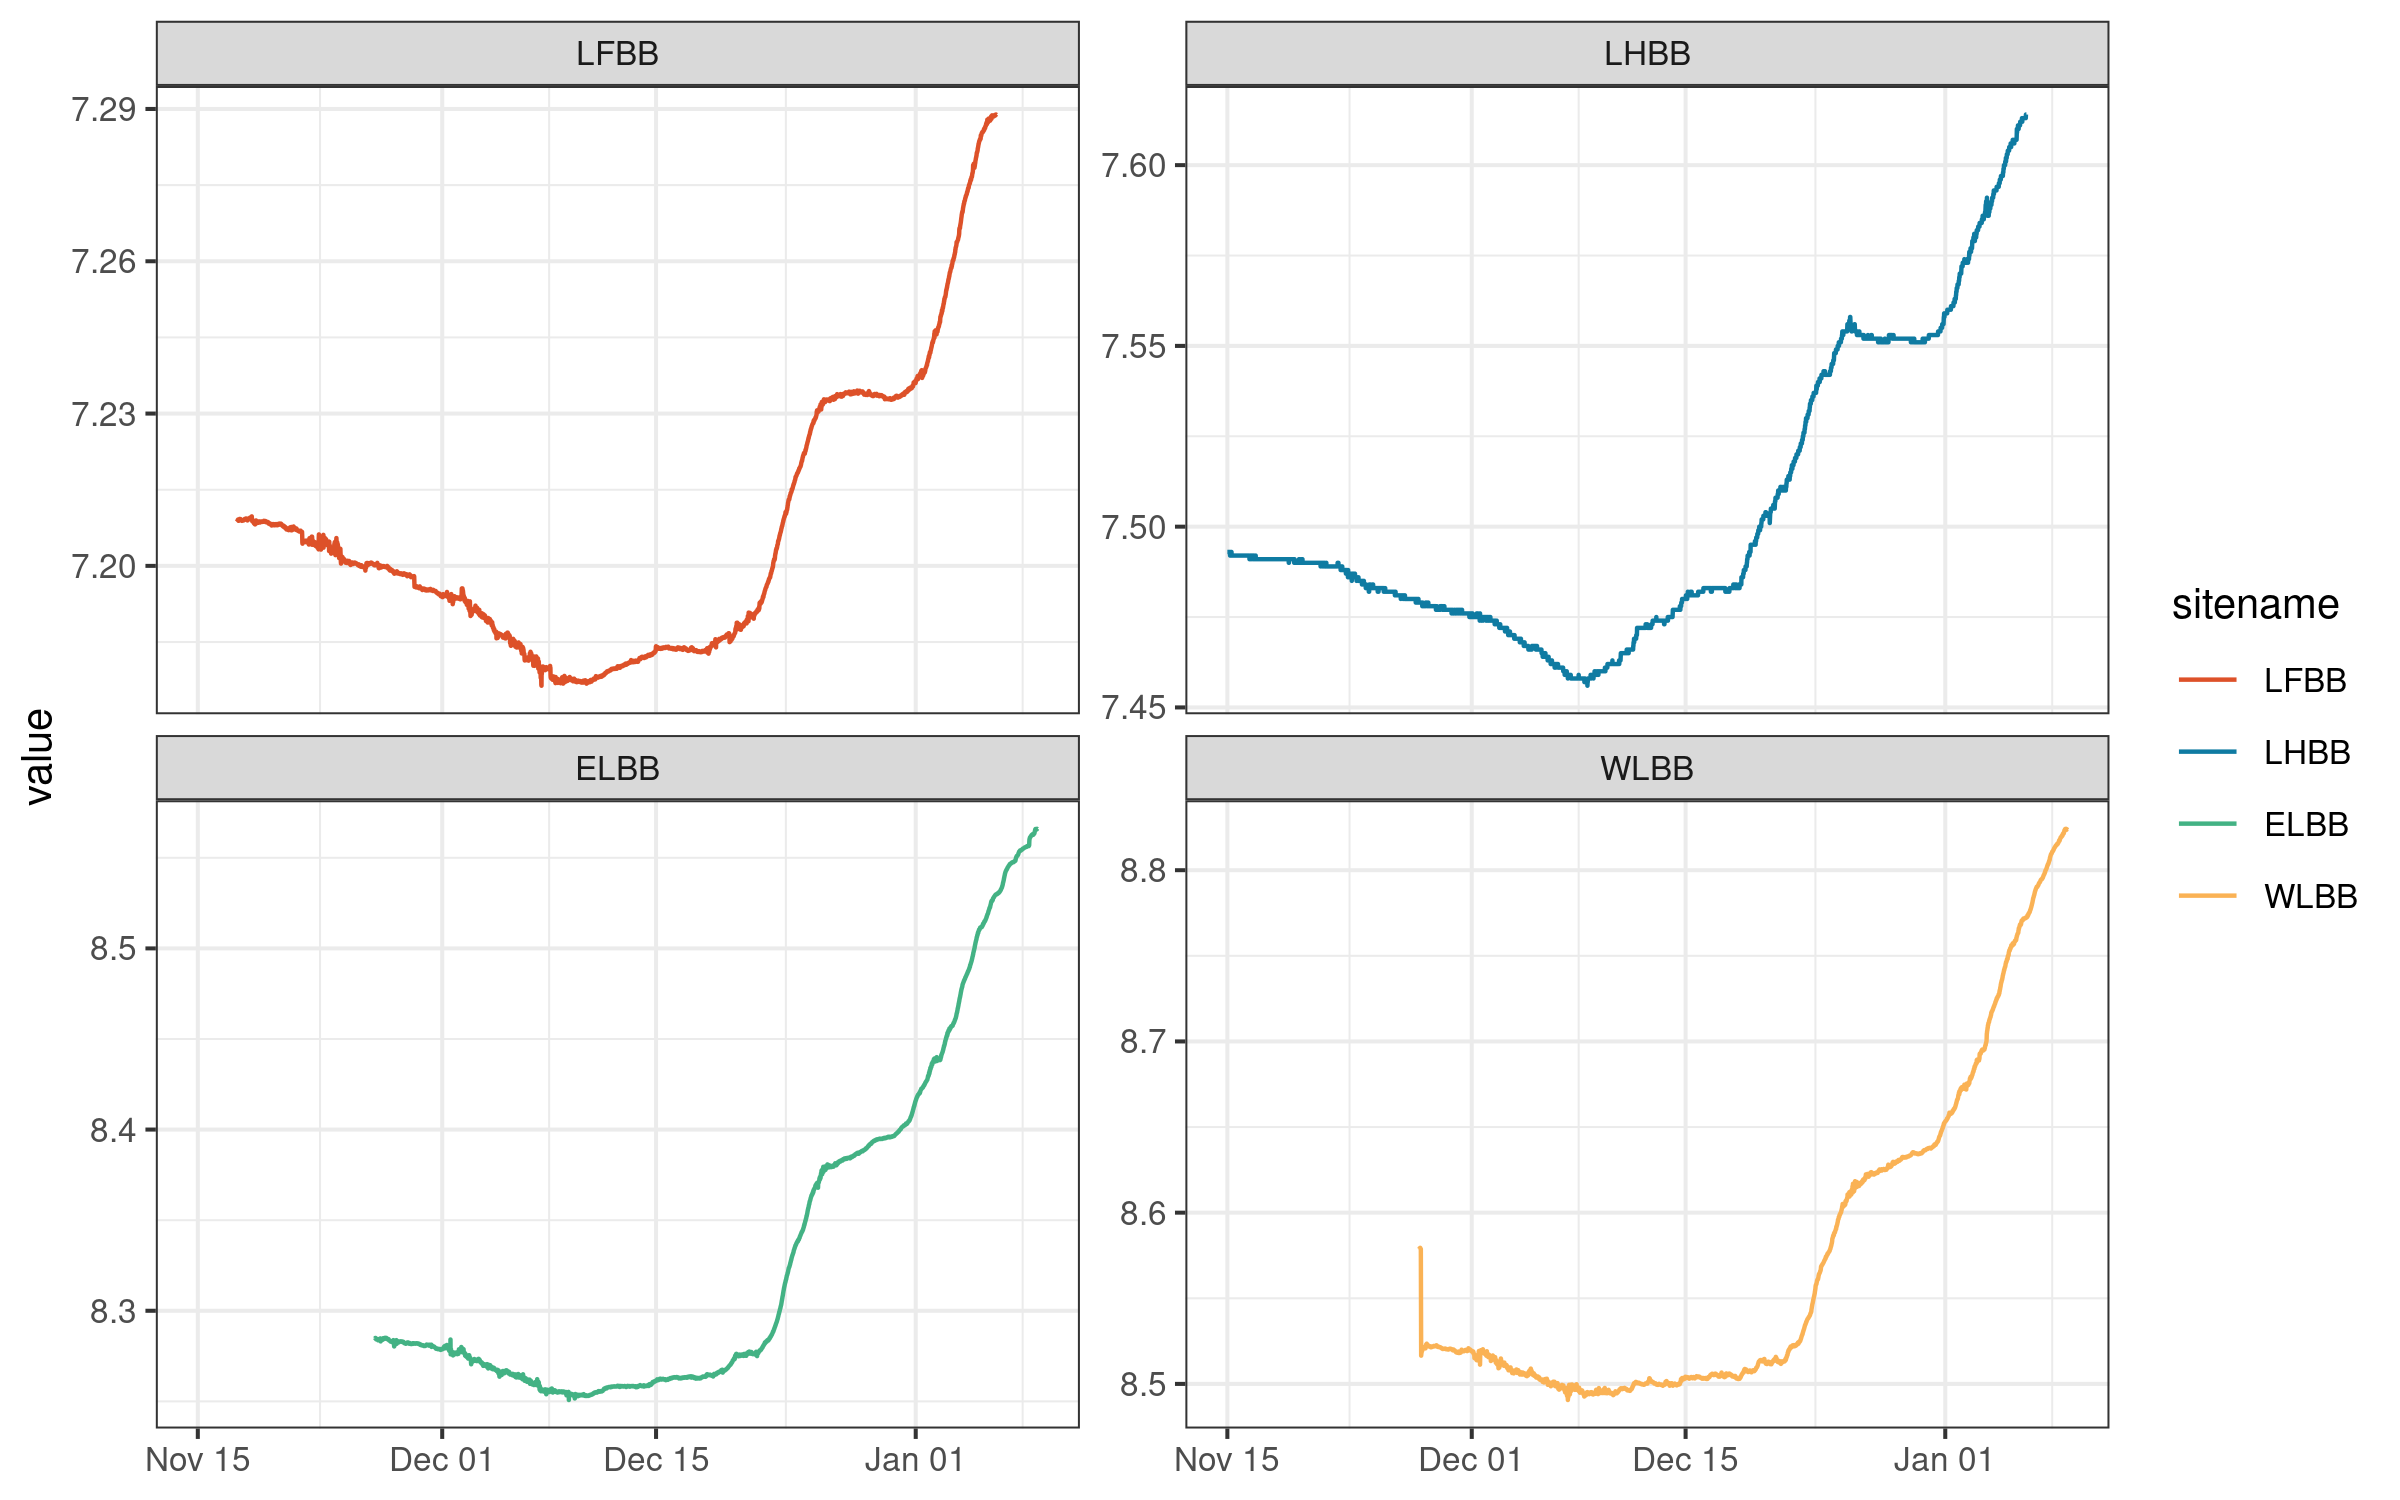 LFBB
LHBB
7.29
7.26
7.23
7.20
7.60
7.55
7.50
7.45
value
ELBB
WLBB
8.5
8.4
8.3
8.8
8.7
8.6
8.5
Nov 15
Dec 01
Dec 15
Jan 01
Nov 15
Dec 01
Dec 15
Jan 01
sitename
LFBB
LHBB
ELBB
WLBB